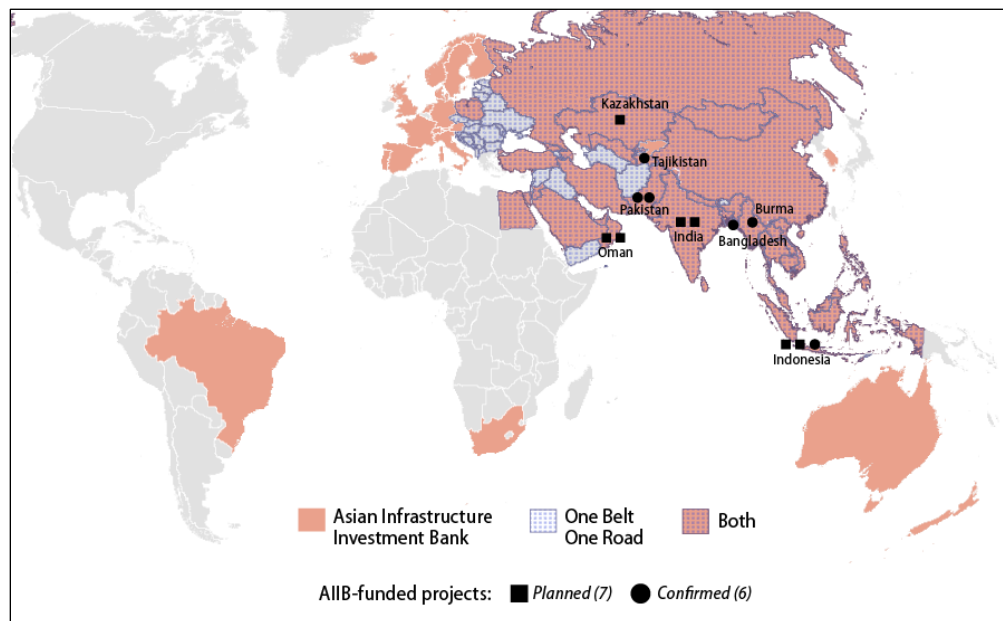 Kazakhstan
Tajikistan
Pakistan
India
Burma
Bangladesh
Oman
Indonesia
Asian Infrastructure
Investment Bank
One Belt
One Road
Both
AIIB-funded projects:
Planned (7)
Confirmed (6)